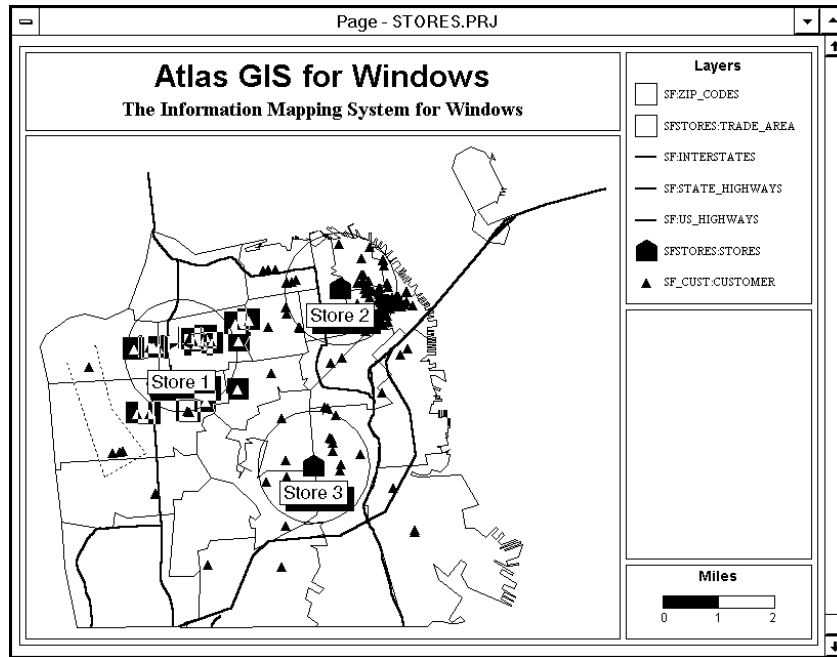 Page - STORES.PRJ
Atlas GIS for Windows
The Information Mapping System for Windows
Store 1
Store 2
Store 3
Layers
SF:ZIP_CODES
SFSTORES:TRADE_AREA
SF:INTERSTATES
SF:STATE_HIGHWAYS
SF:US_HIGHWAYS
SFSTORES:STORES
SF_CUST:CUSTOMER
Miles
0 1 2